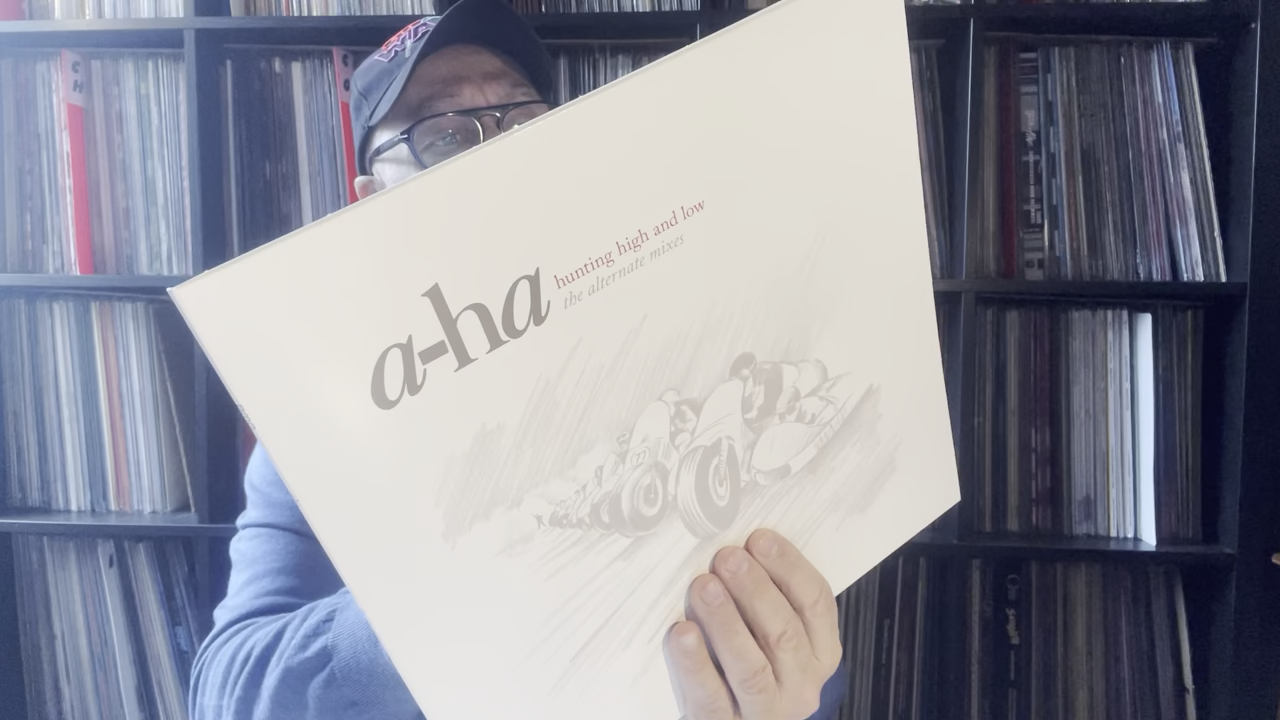 a-ha
hunting high and low
the alternate mixes